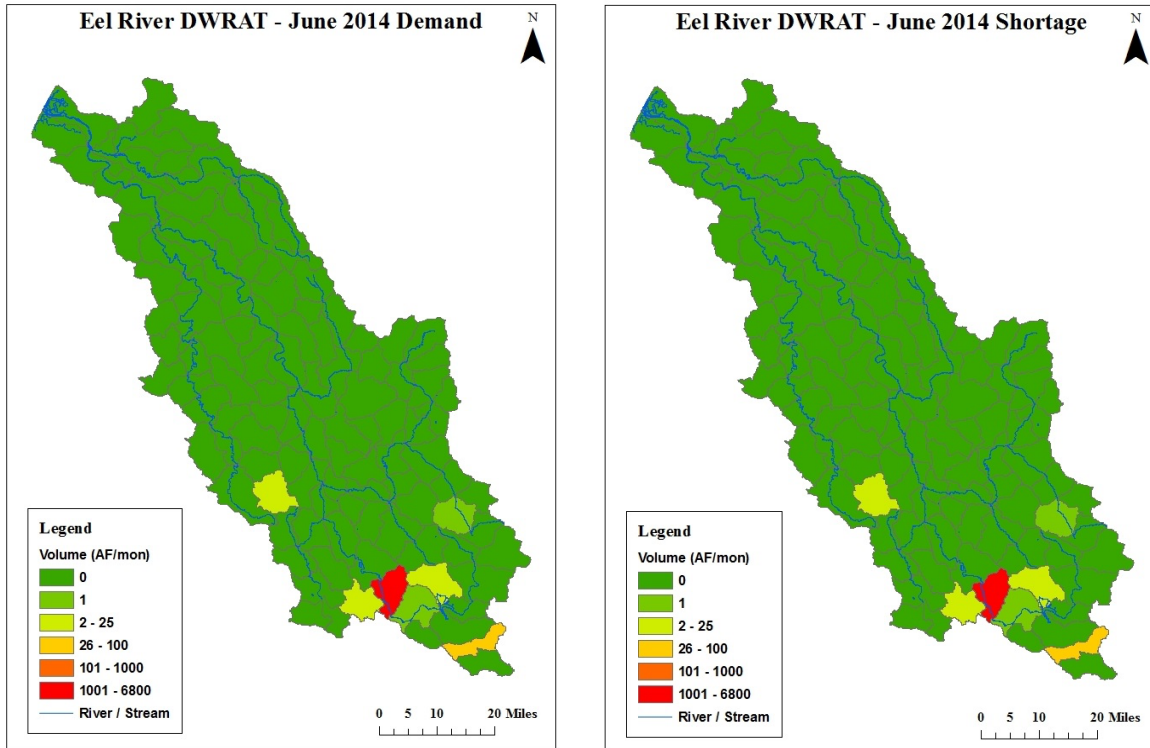 Eel River DWRAT - June 2014 Demand
N
Legend
Volume (AF/mon)
0
1
2 - 25
26 - 100
101 - 1000
1001 - 6800
River / Stream
0 5 10 20 Miles
Eel River DWRAT - June 2014 Shortage
N
Legend
Volume (AF/mon)
0
1
2 - 25
26 - 100
101 - 1000
1001 - 6800
River / Stream
0 5 10 20 Miles